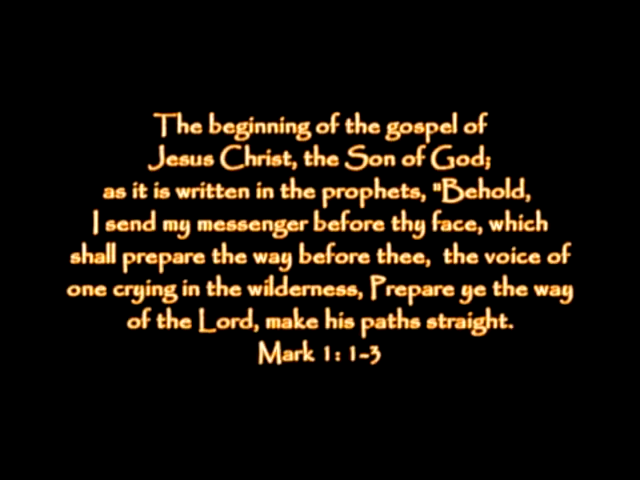 The beginning of the gospel of
Jesus Christ, the Son of God;
as it is written in the prophets, "Behold,
I send my messenger before thy face, which
shall prepare the way before thee, the voice of
one crying in the wilderness, Prepare ye the way
of the Lord, make his paths straight.
Mark 1: 1-3